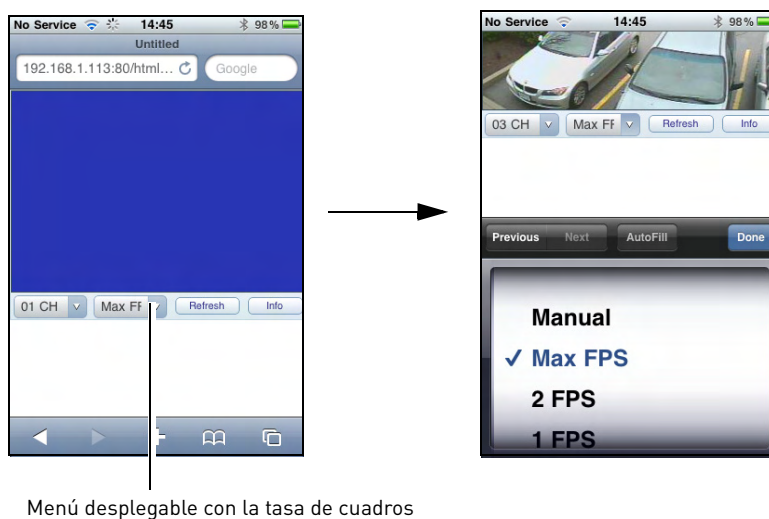 No Service 14:45 98%
Untitled
192.168.1.113:80/html... Google
01 CH Max FF Refresh Info
Menú desplegable con la tasa de cuadros
No Service 14:45 98%
03 CH Max FF Refresh Info
Previous Next AutoFill Done
Manual
✓ Max FPS
2 FPS
1 FPS